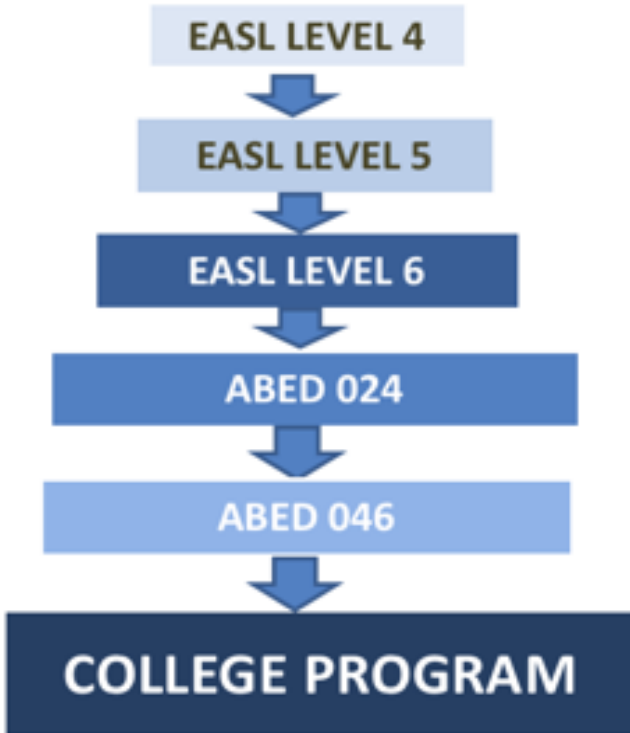 EASL LEVEL 4
EASL LEVEL 5
EASL LEVEL 6
ABED 024
ABED 046
COLLEGE PROGRAM